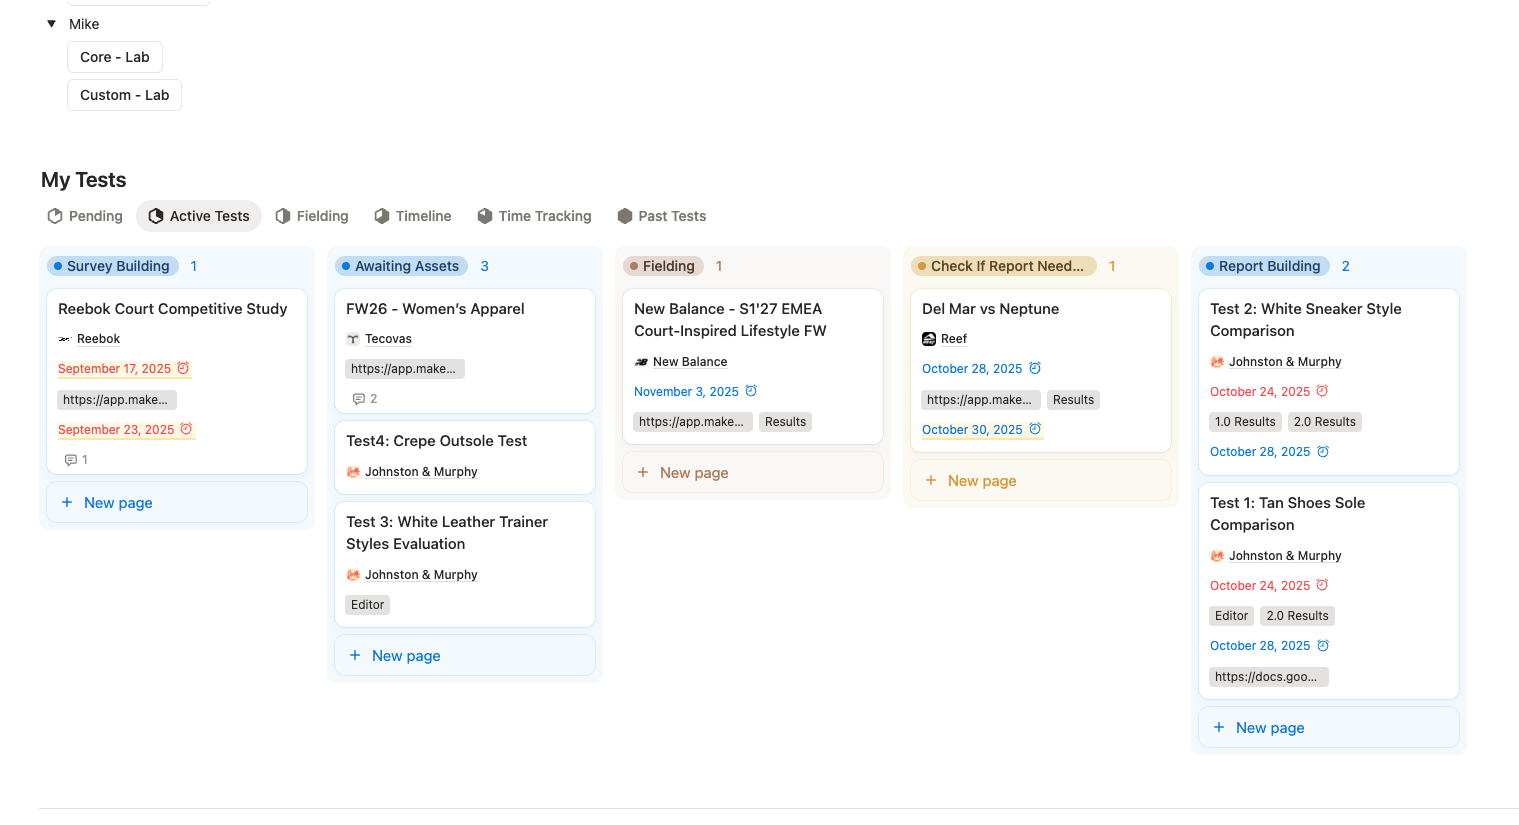 Mike
Core - Lab
Custom - Lab
My Tests
Pending
Active Tests
Fielding
Timeline
Time Tracking
Past Tests
Survey Building 1
Reebok Court Competitive Study
Reebok
September 17, 2025
https://app.make...
September 23, 2025
1
New page
Awaiting Assets 3
FW26 - Women’s Apparel
Tecovas
https://app.make...
2
Test4: Crepe Outsole Test
Johnston & Murphy
Test 3: White Leather Trainer
Styles Evaluation
Johnston & Murphy
Editor
New page
Fielding 1
New Balance - S1'27 EMEA
Court-Inspired Lifestyle FW
New Balance
November 3, 2025
https://app.make... Results
New page
Check If Report Need... 1
Del Mar vs Neptune
Reef
October 28, 2025
https://app.make... Results
October 30, 2025
New page
Report Building 2
Test 2: White Sneaker Style
Comparison
Johnston & Murphy
October 24, 2025
1.0 Results 2.0 Results
October 28, 2025
Test 1: Tan Shoes Sole
Comparison
Johnston & Murphy
October 24, 2025
Editor 2.0 Results
October 28, 2025
https://docs.goo...
New page